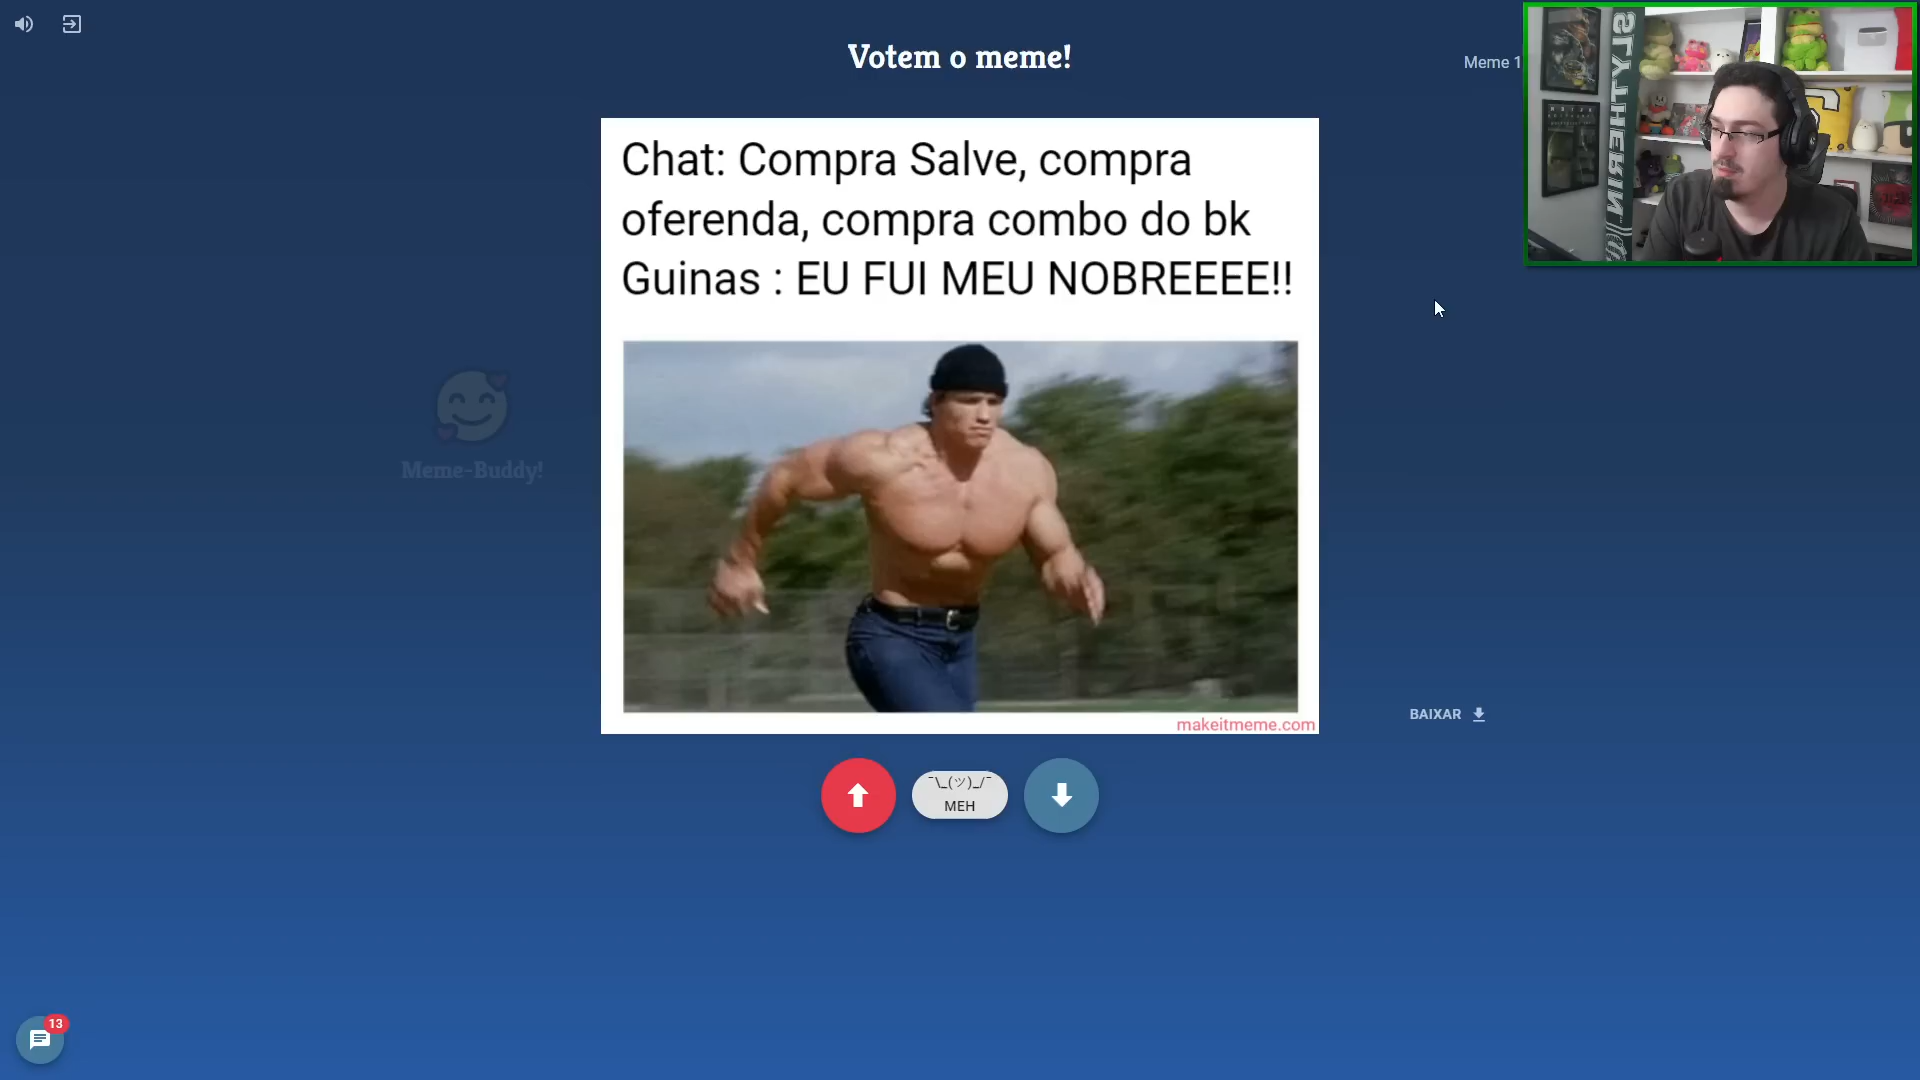 Votem o meme!
Meme 1
SLYTHERIN
Chat: Compra Salve, compra
oferenda, compra combo do bk
Guinas : EU FUI MEU NOBREEEE!!
Meme-Buddy!
makeitmeme.com
BAIXAR
¯\_(ツ)_/¯
MEH
13